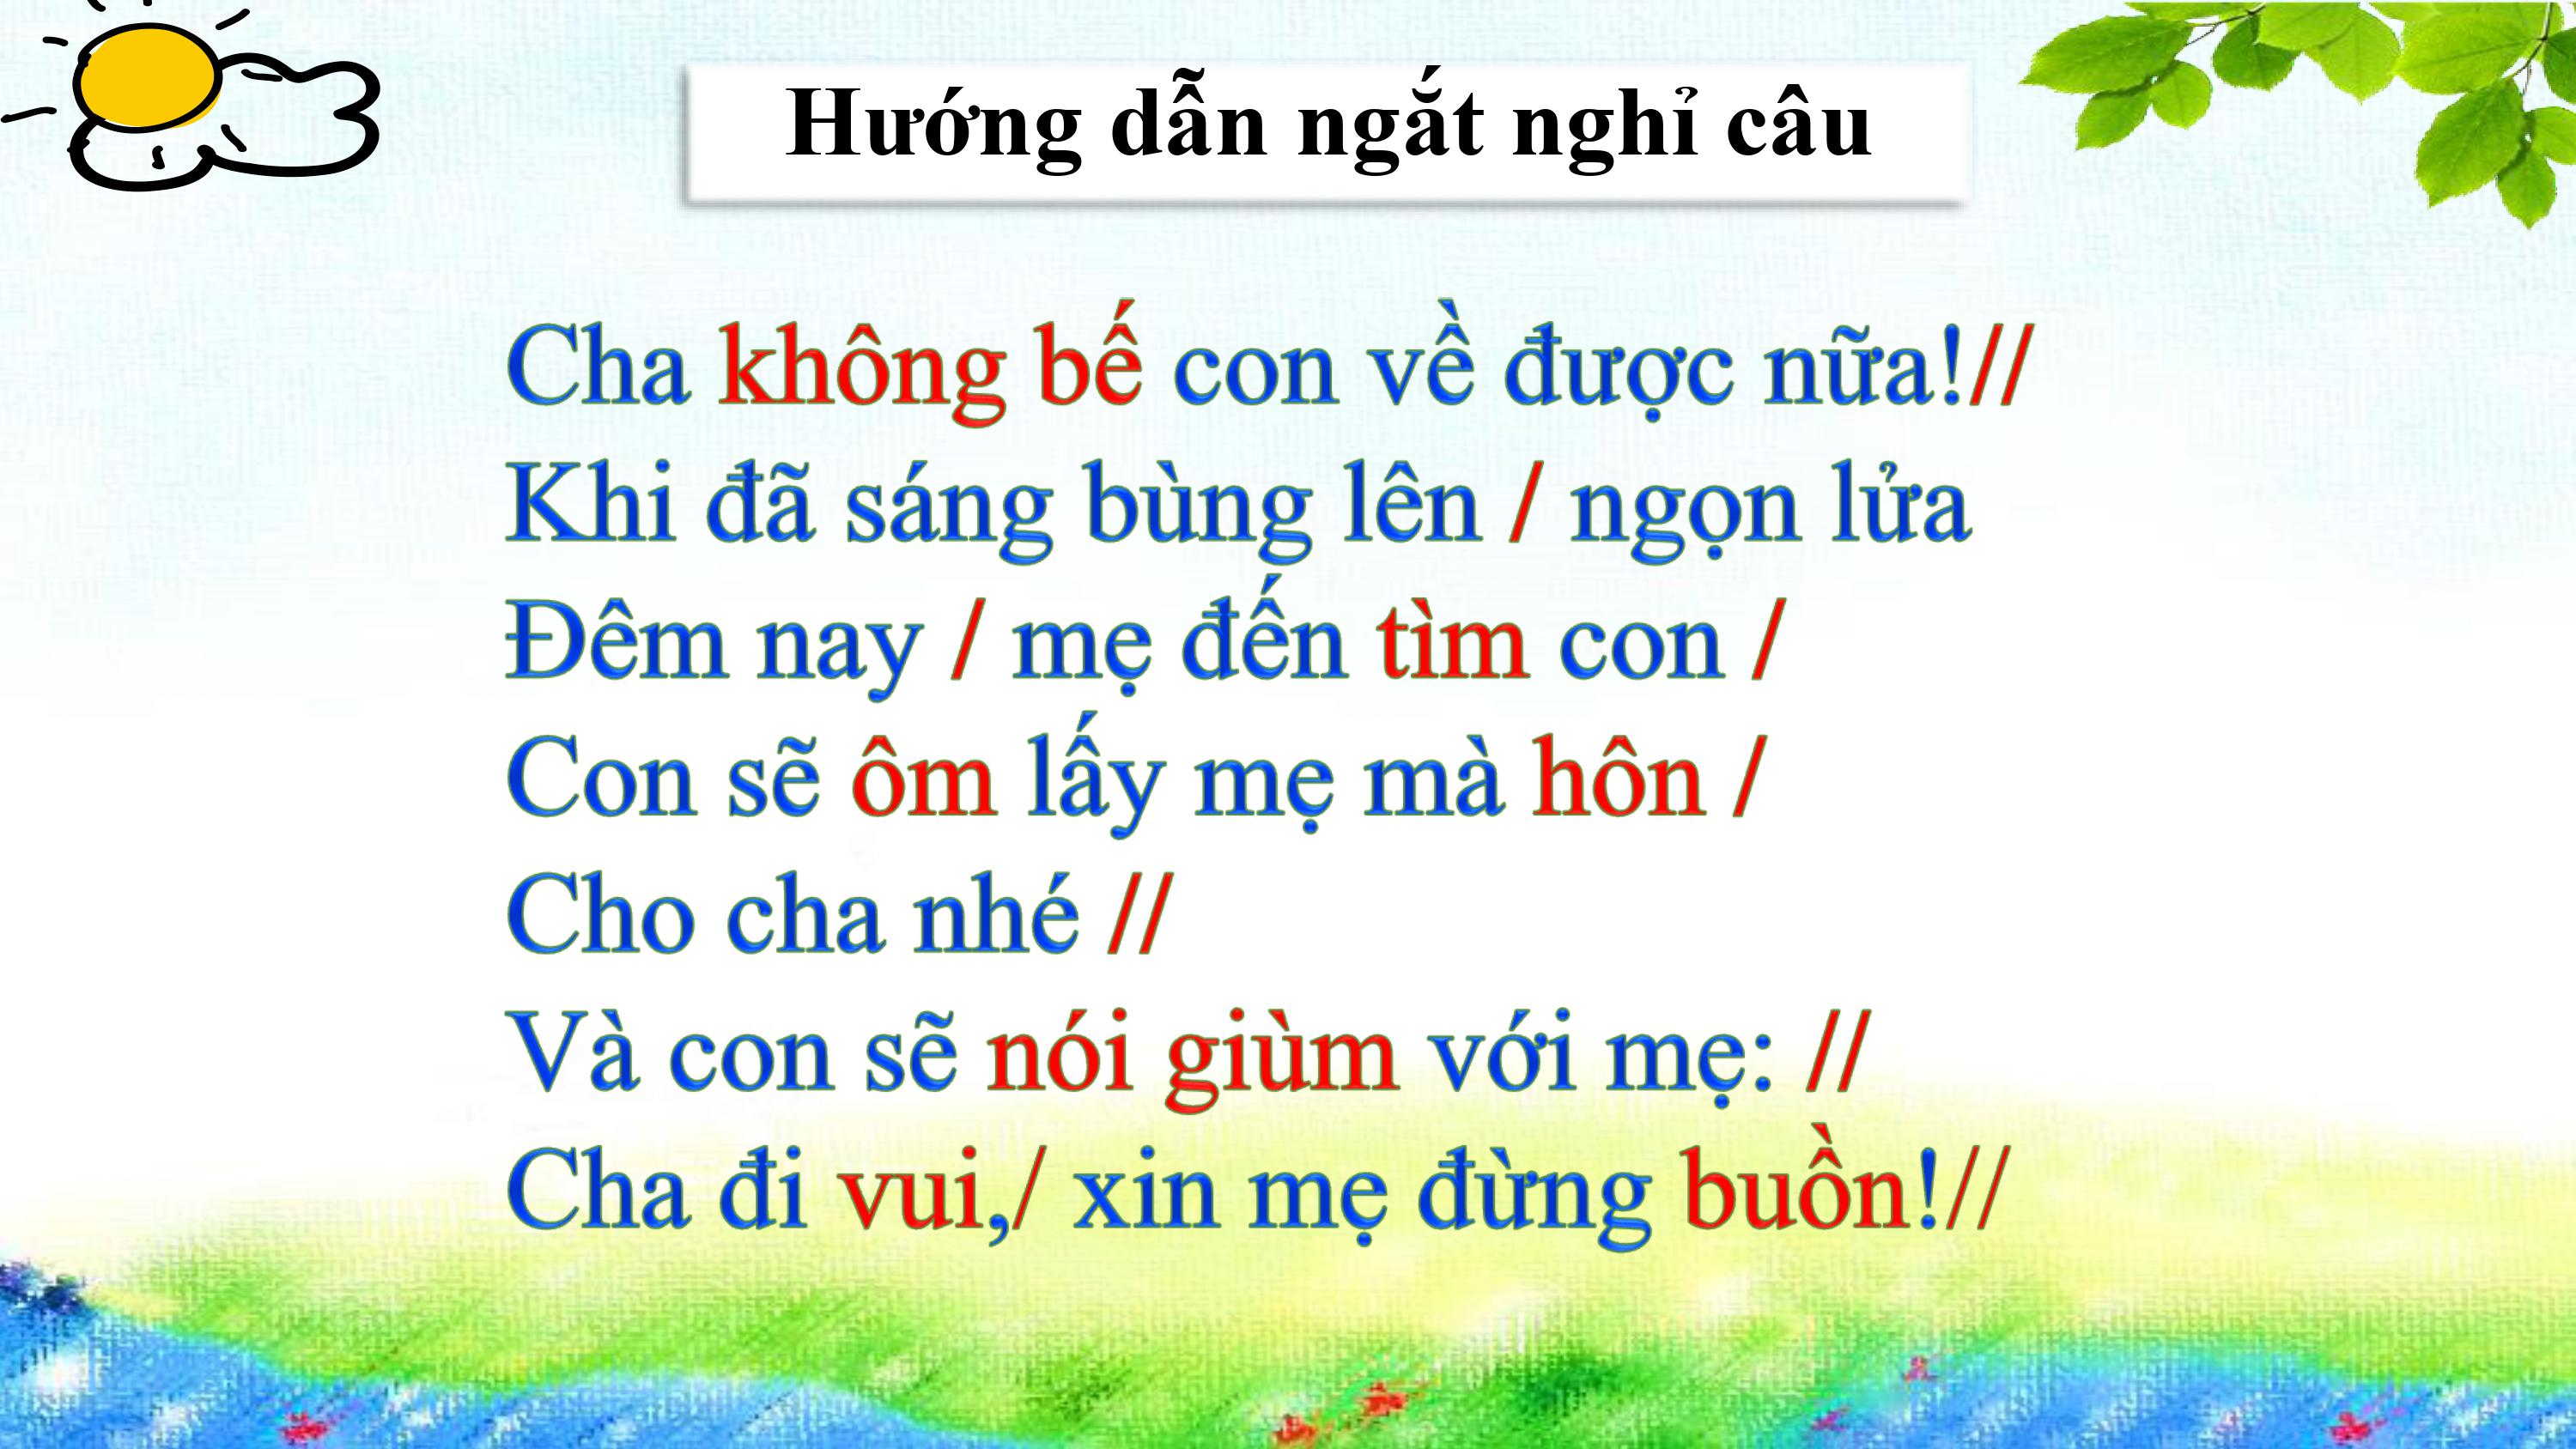 Hướng dẫn ngắt nghỉ câu
Cha không bế con về được nữa!//
Khi đã sáng bùng lên / ngọn lửa
Đêm nay / mẹ đến tìm con /
Con sẽ ôm lấy mẹ mà hôn /
Cho cha nhé //
Và con sẽ nói giùm với mẹ: //
Cha đi vui,/ xin mẹ đừng buồn!//